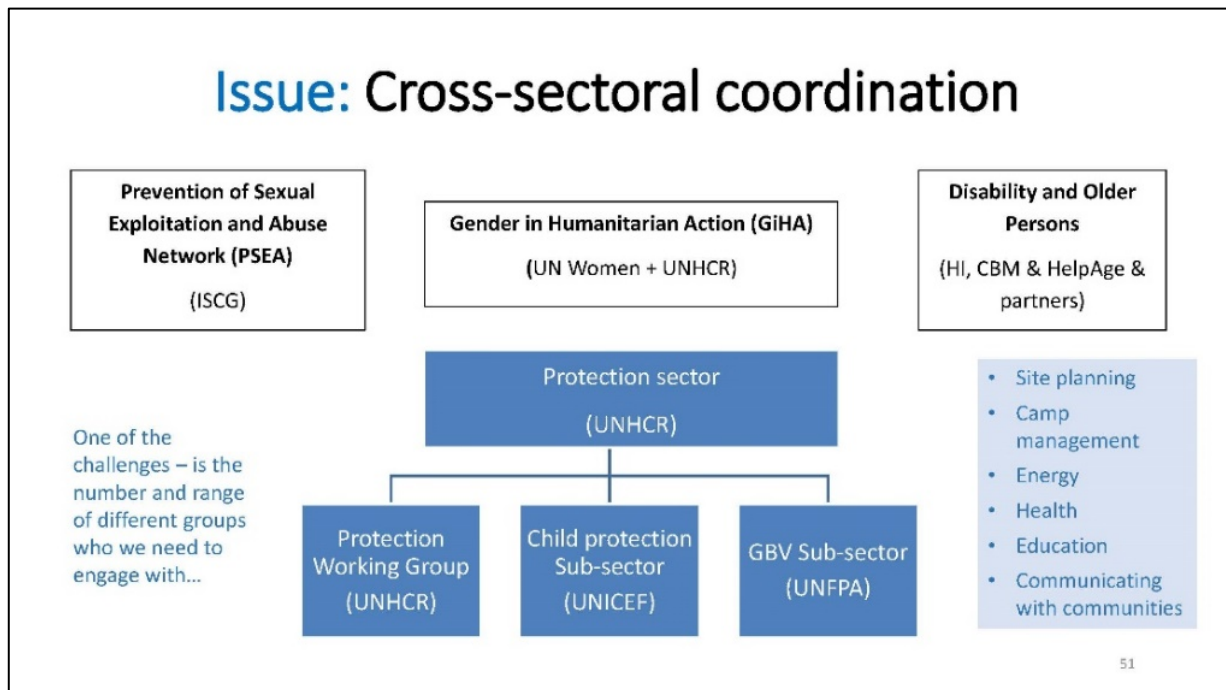 Issue: Cross-sectoral coordination
Prevention of Sexual
Exploitation and Abuse
Network (PSEA)
(ISCG)
Gender in Humanitarian Action (GiHA)
(UN Women + UNHCR)
Disability and Older
Persons
(HI, CBM & HelpAge &
partners)
Protection sector
(UNHCR)
One of the
challenges – is the
number and range
of different groups
who we need to
engage with...
Protection
Working Group
(UNHCR)
Child protection
Sub-sector
(UNICEF)
GBV Sub-sector
(UNFPA)
• Site planning
• Camp
management
• Energy
• Health
• Education
• Communicating
with communities
51